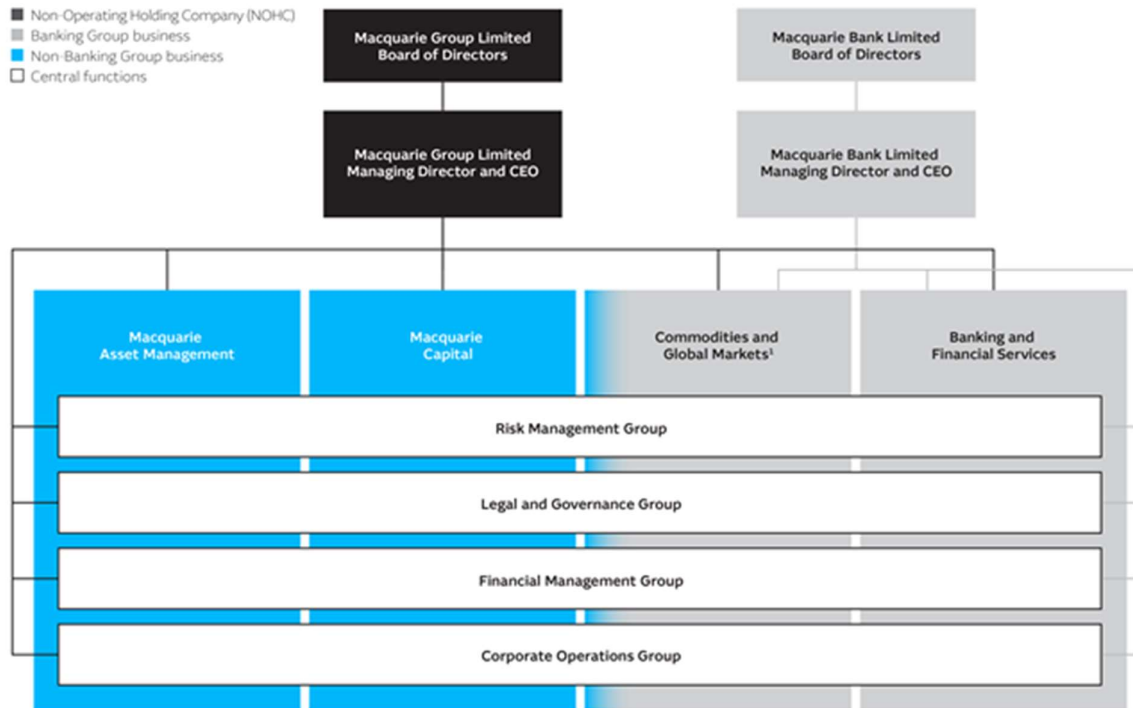 Non-Operating Holding Company (NOHC)
Banking Group business
Non-Banking Group business
Central functions
Macquarie Group Limited
Board of Directors
Macquarie Bank Limited
Board of Directors
Macquarie Group Limited
Managing Director and CEO
Macquarie Bank Limited
Managing Director and CEO
Macquarie
Asset Management
Macquarie
Capital
Commodities and
Global Markets¹
Banking and
Financial Services
Risk Management Group
Legal and Governance Group
Financial Management Group
Corporate Operations Group